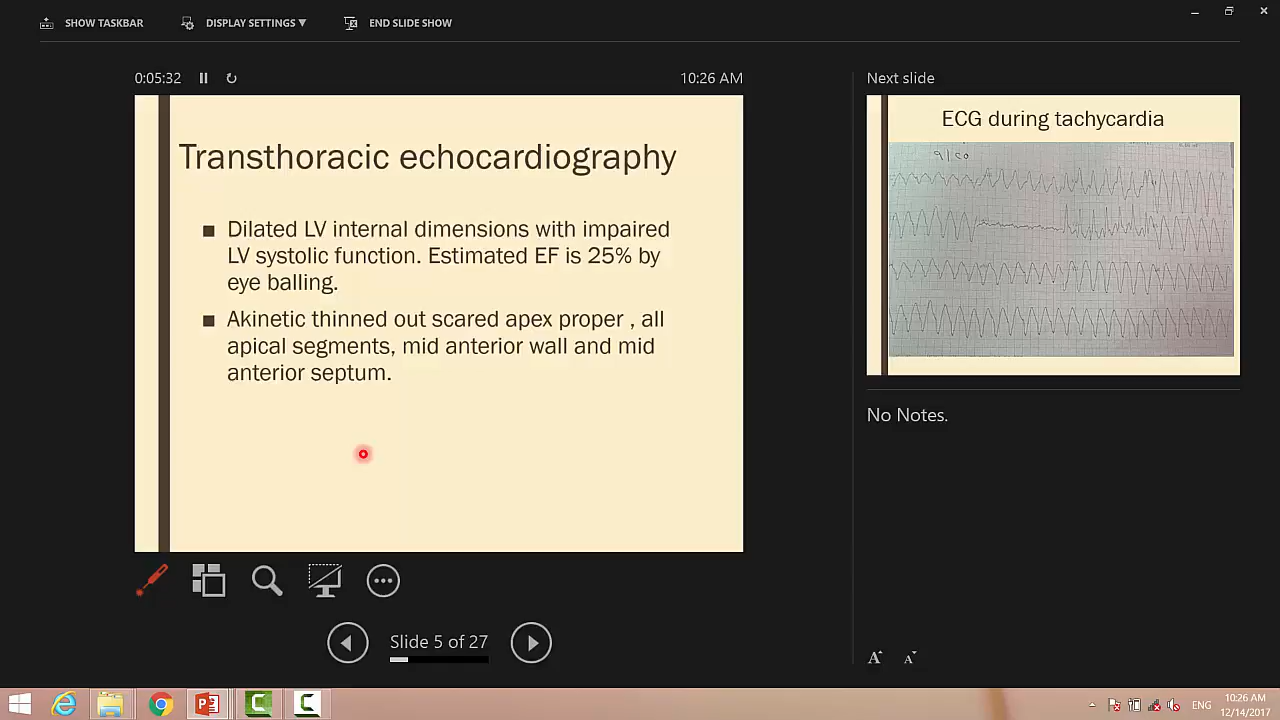 SHOW TASKBAR
DISPLAY SETTINGS ▼
END SLIDE SHOW
0:05:32
10:26 AM
Transthoracic echocardiography
■ Dilated LV internal dimensions with impaired
LV systolic function. Estimated EF is 25% by
eye balling.
■ Akinetic thinned out scared apex proper , all
apical segments, mid anterior wall and mid
anterior septum.
Slide 5 of 27
Next slide
ECG during tachycardia
No Notes.
A A
ENG
10:26 AM
12/14/2017